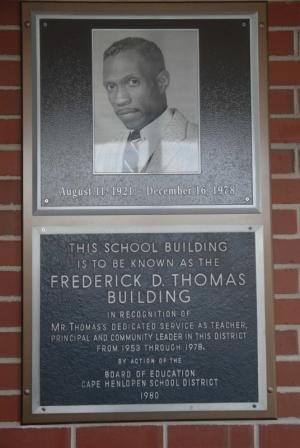 August 11, 1921 - December 16, 1978
THIS SCHOOL BUILDING
IS TO BE KNOWN AS THE
FREDERICK D. THOMAS
BUILDING
IN RECOGNITION OF
MR. THOMAS'S DEDICATED SERVICE AS TEACHER,
PRINCIPAL AND COMMUNITY LEADER IN THIS DISTRICT
FROM 1953 THROUGH 1978.
BY ACTION OF THE
BOARD OF EDUCATION
CAPE HENLOPEN SCHOOL DISTRICT
1980